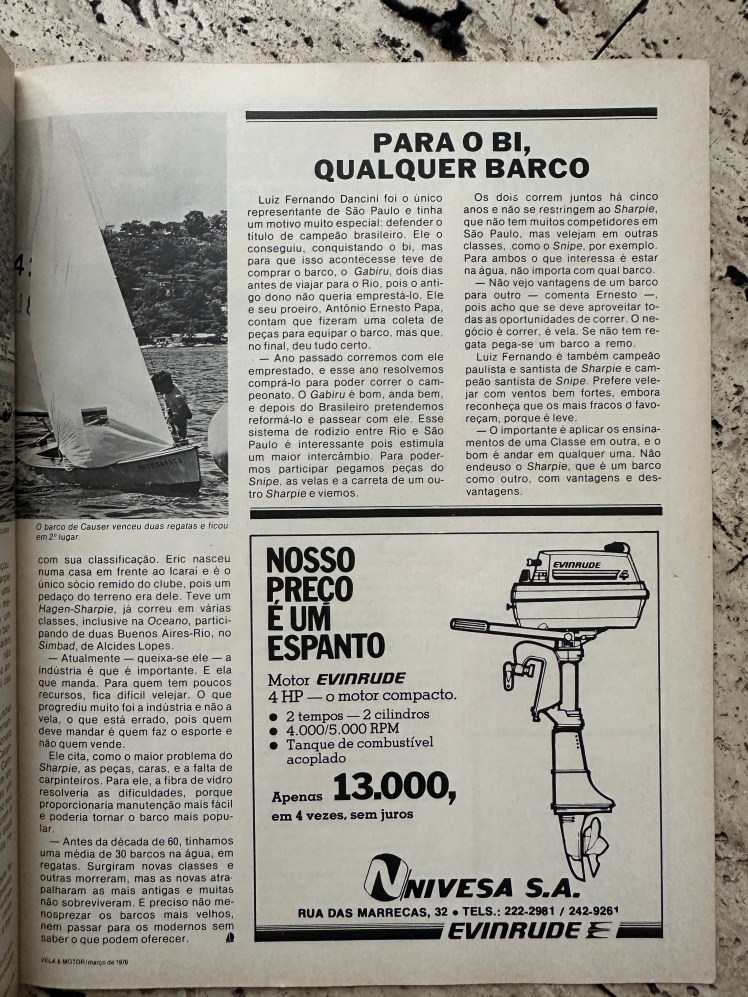 O barco de Causer venceu duas regatas e ficou
em 2º lugar.
com sua classificação. Eric nasceu
numa casa em frente ao Icaraí e é o
único sócio remido do clube, pois um
pedaço do terreno era dele. Teve um
Hagen-Sharpie, já correu em várias
classes, inclusive na Oceano, partici-
pando de duas Buenos Aires-Rio, no
Simbad, de Alcides Lopes.
— Atualmente — queixa-se ele — a
indústria é que é importante. E ela
que manda. Para quem tem poucos
recursos, fica difícil velejar. O que
progrediu muito foi a indústria e não a
vela, o que está errado, pois quem
deve mandar é quem faz o esporte e
não quem vende.
Ele cita, como o maior problema do
Sharpie, as peças, caras, e a falta de
carpinteiros. Para ele, a fibra de vidro
resolveria as dificuldades, porque
proporcionaria manutenção mais fácil
e poderia tornar o barco mais popu-
lar.
— Antes da década de 60, tínhamos
uma média de 30 barcos na água, em
regatas. Surgiram novas classes e
outras morreram, mas as novas atra-
palharam as mais antigas e muitas
não sobreviveram. E preciso não me-
nosprezar os barcos mais velhos,
nem passar para os modernos sem
saber o que podem oferecer.
VELA & MOTOR/março de 1979
PARA O BI,
QUALQUER BARCO
Luiz Fernando Dancini foi o único
representante de São Paulo e tinha
um motivo muito especial: defender o
título de campeão brasileiro. Ele o
conseguiu, conquistando o bi, mas
para que isso acontecesse teve de
comprar o barco, o Gabiru, dois dias
antes de viajar para o Rio, pois o anti-
go dono não queria emprestá-lo. Ele
e seu proeiro, Antônio Ernesto Papa,
contam que fizeram uma coleta de
peças para equipar o barco, mas que,
no final, deu tudo certo.
— Ano passado corremos com ele
emprestado, e esse ano resolvemos
comprá-lo para poder correr o cam-
peonato. O Gabiru é bom, anda bem,
e depois do Brasileiro pretendemos
reformá-lo e passear com ele. Esse
sistema de rodízio entre Rio e São
Paulo é interessante pois estimula
um maior intercâmbio. Para poder-
mos participar pegamos peças do
Snipe, as velas e a carreta de um ou-
tro Sharpie e viemos.
Os dois correm juntos há cinco
anos e não se restringem ao Sharpie,
que não tem muitos competidores em
São Paulo, mas velejam em outras
classes, como o Snipe, por exemplo.
Para ambos o que interessa é estar
na água, não importa com qual barco.
— Não vejo vantagens de um barco
para outro — comenta Ernesto —,
pois acho que se deve aproveitar to-
das as oportunidades de correr. O ne-
gócio é correr, é vela. Se não tem re-
gata pega-se um barco a remo.
Luiz Fernando é também campeão
paulista e santista de Sharpie e cam-
peão santista de Snipe. Prefere vele-
jar com ventos bem fortes, embora
reconheça que os mais fracos o favo-
reçam, porque é leve.
— O importante é aplicar os ensina-
mentos de uma Classe em outra, e o
bom é andar em qualquer uma. Não
endeuso o Sharpie, que é um barco
como outro, com vantagens e des-
vantagens.
NOSSO
PREÇO
É UM
ESPANTO
Motor EVINRUDE
4 HP — o motor compacto.
● 2 tempos — 2 cilindros
● 4.000/5.000 RPM
● Tanque de combustível
acoplado
Apenas 13.000,
em 4 vezes, sem juros
EVINRUDE 4
NIVESA S.A.
RUA DAS MARRECAS, 32 ● TELS.: 222-2981 / 242-9261
EVINRUDE